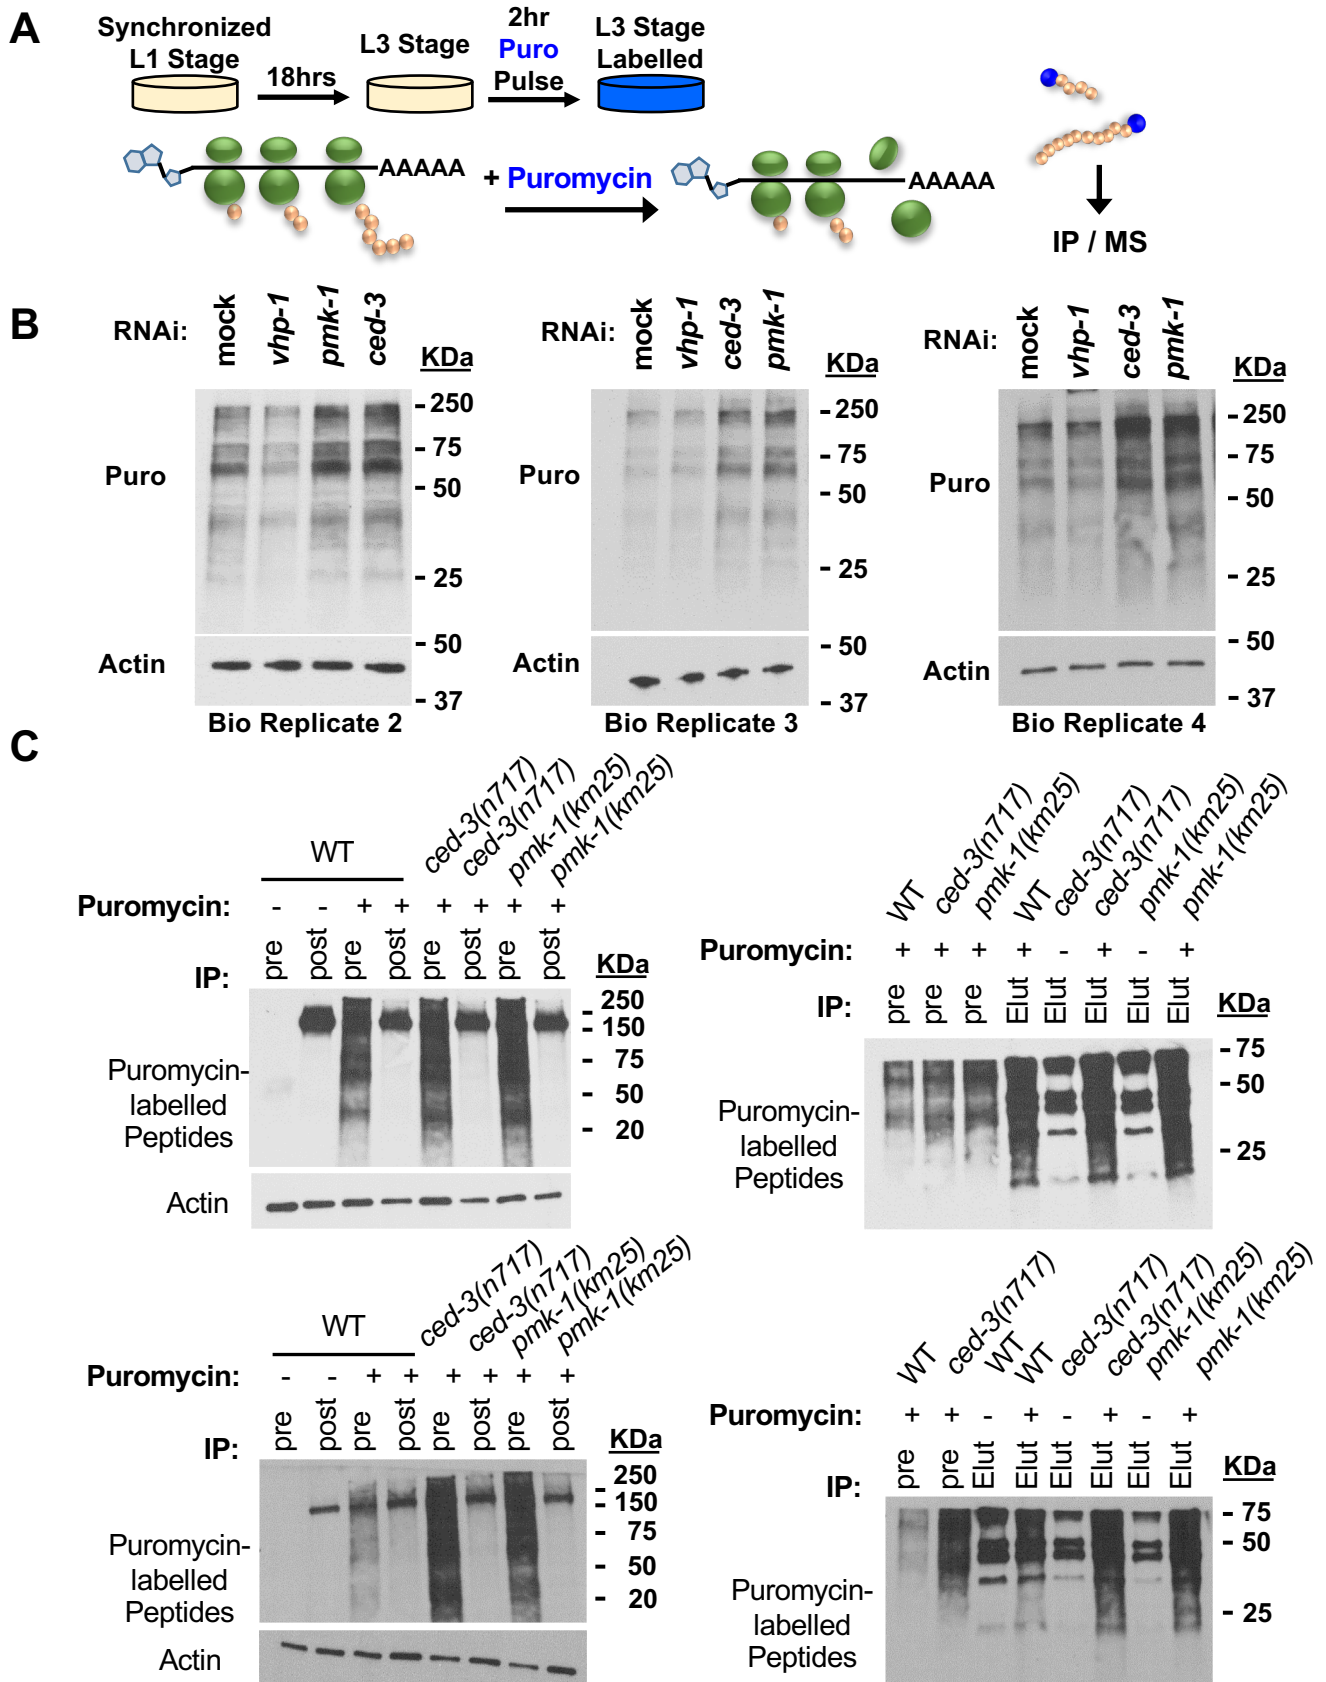 A
Synchronized
L1 Stage
18hrs
L3 Stage
2hr
Puro
Pulse
L3 Stage
Labelled
AAAAA
+ Puromycin
AAAAA
IP / MS
B
RNAi:
mock
vhp-1
pmk-1
ced-3
KDa
Puro
- 250
- 75
- 50
- 25
Actin
- 50
- 37
Bio Replicate 2
RNAi:
mock
vhp-1
ced-3
pmk-1
KDa
Puro
- 250
- 75
- 50
- 25
Actin
- 50
- 37
Bio Replicate 3
RNAi:
mock
vhp-1
ced-3
pmk-1
KDa
Puro
- 250
- 75
- 50
- 25
Actin
- 50
- 37
Bio Replicate 4
C
WT
ced-3(n717)
ced-3(n717)
pmk-1(km25)
pmk-1(km25)
Puromycin: - - + + + + + +
IP: pre post pre post pre post pre post
KDa
- 250
- 150
- 75
- 50
- 20
Puromycin-
labelled
Peptides
Actin
WT
ced-3(n717)
pmk-1(km25)
WT
ced-3(n717)
ced-3(n717)
pmk-1(km25)
pmk-1(km25)
Puromycin: + + + + - + - +
IP: pre pre pre Elut Elut Elut Elut Elut
KDa
- 75
- 50
- 25
Puromycin-
labelled
Peptides
WT
ced-3(n717)
ced-3(n717)
pmk-1(km25)
pmk-1(km25)
Puromycin: - - + + + + + +
IP: pre post pre post pre post pre post
KDa
- 250
- 150
- 75
- 50
- 20
Puromycin-
labelled
Peptides
Actin
WT
ced-3(n717)
WT
WT
ced-3(n717)
ced-3(n717)
pmk-1(km25)
pmk-1(km25)
Puromycin: + + - + - + - +
IP: pre pre Elut Elut Elut Elut Elut Elut
KDa
- 75
- 50
- 25
Puromycin-
labelled
Peptides